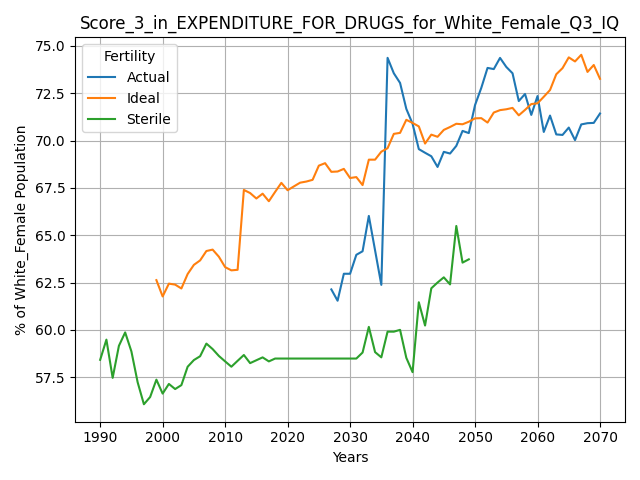 Score_3_in_EXPENDITURE_FOR_DRUGS_for_White_Female_Q3_IQ
% of White_Female Population
75.0
72.5
70.0
67.5
65.0
62.5
60.0
57.5
Fertility
Actual
Ideal
Sterile
1990 2000 2010 2020 2030 2040 2050 2060 2070
Years